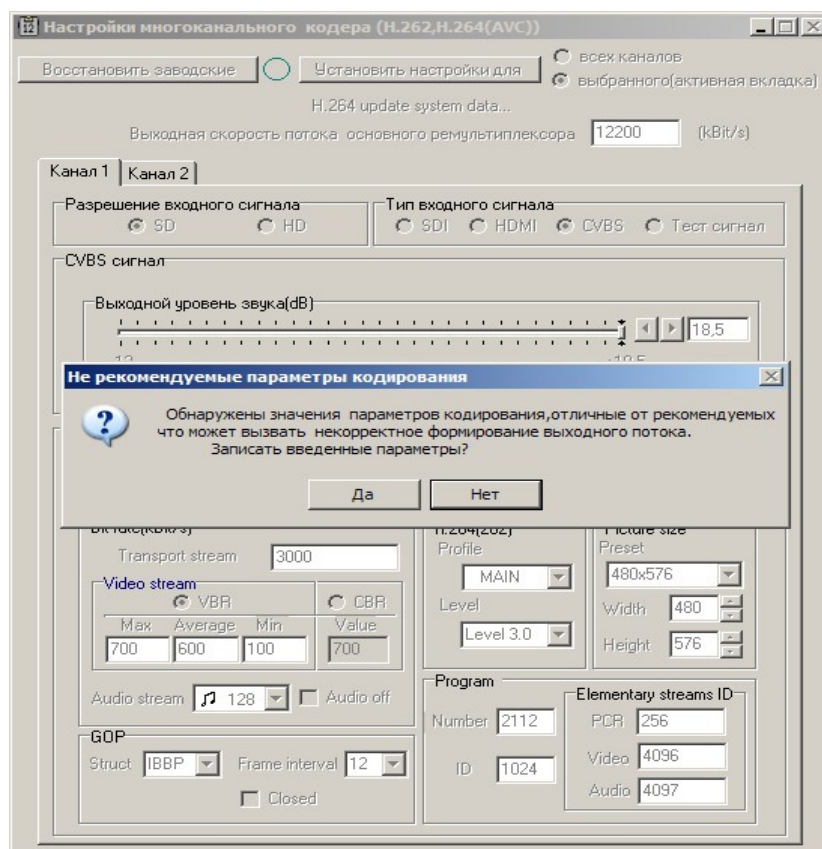 Настройки многоканального кодера (H.262,H.264(AVC))
Восстановить заводские
Установить настройки для
всех каналов
выбранного(активная вкладка)
H.264 update system data...
Выходная скорость потока основного ремультиплексора 12200 (kBit/s)
Канал 1 Канал 2
Разрешение входного сигнала
SD HD
Тип входного сигнала
SDI HDMI CVBS Тест сигнал
CVBS сигнал
Выходной уровень звука(dB)
18,5
Не рекомендуемые параметры кодирования
Обнаружены значения параметров кодирования,отличные от рекомендуемых
что может вызвать некорректное формирование выходного потока.
Записать введенные параметры?
Да Нет
Bit rate(kBit/s)
Transport stream 3000
Video stream
VBR CBR
Max Average Min Value
700 600 100 700
Audio stream 128 Audio off
GOP
Struct IBBP Frame interval 12
Closed
H.264(262)
Profile
MAIN
Level
Level 3.0
Picture size
Preset
480x576
Width 480
Height 576
Program
Number 2112
ID 1024
Elementary streams ID
PCR 256
Video 4096
Audio 4097